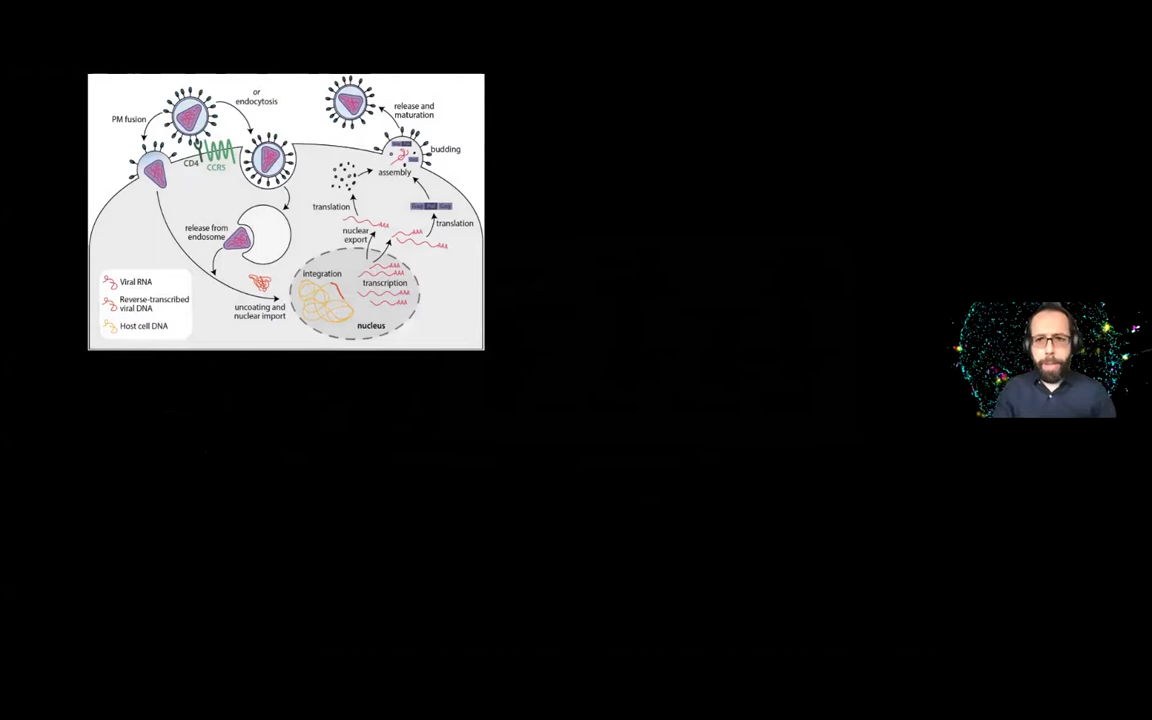 or
endocytosis
PM fusion
release and
maturation
CD4
CCR5
budding
assembly
translation
translation
nuclear
export
release from
endosome
integration
transcription
nucleus
uncoating and
nuclear import
Viral RNA
Reverse-transcribed
viral DNA
Host cell DNA